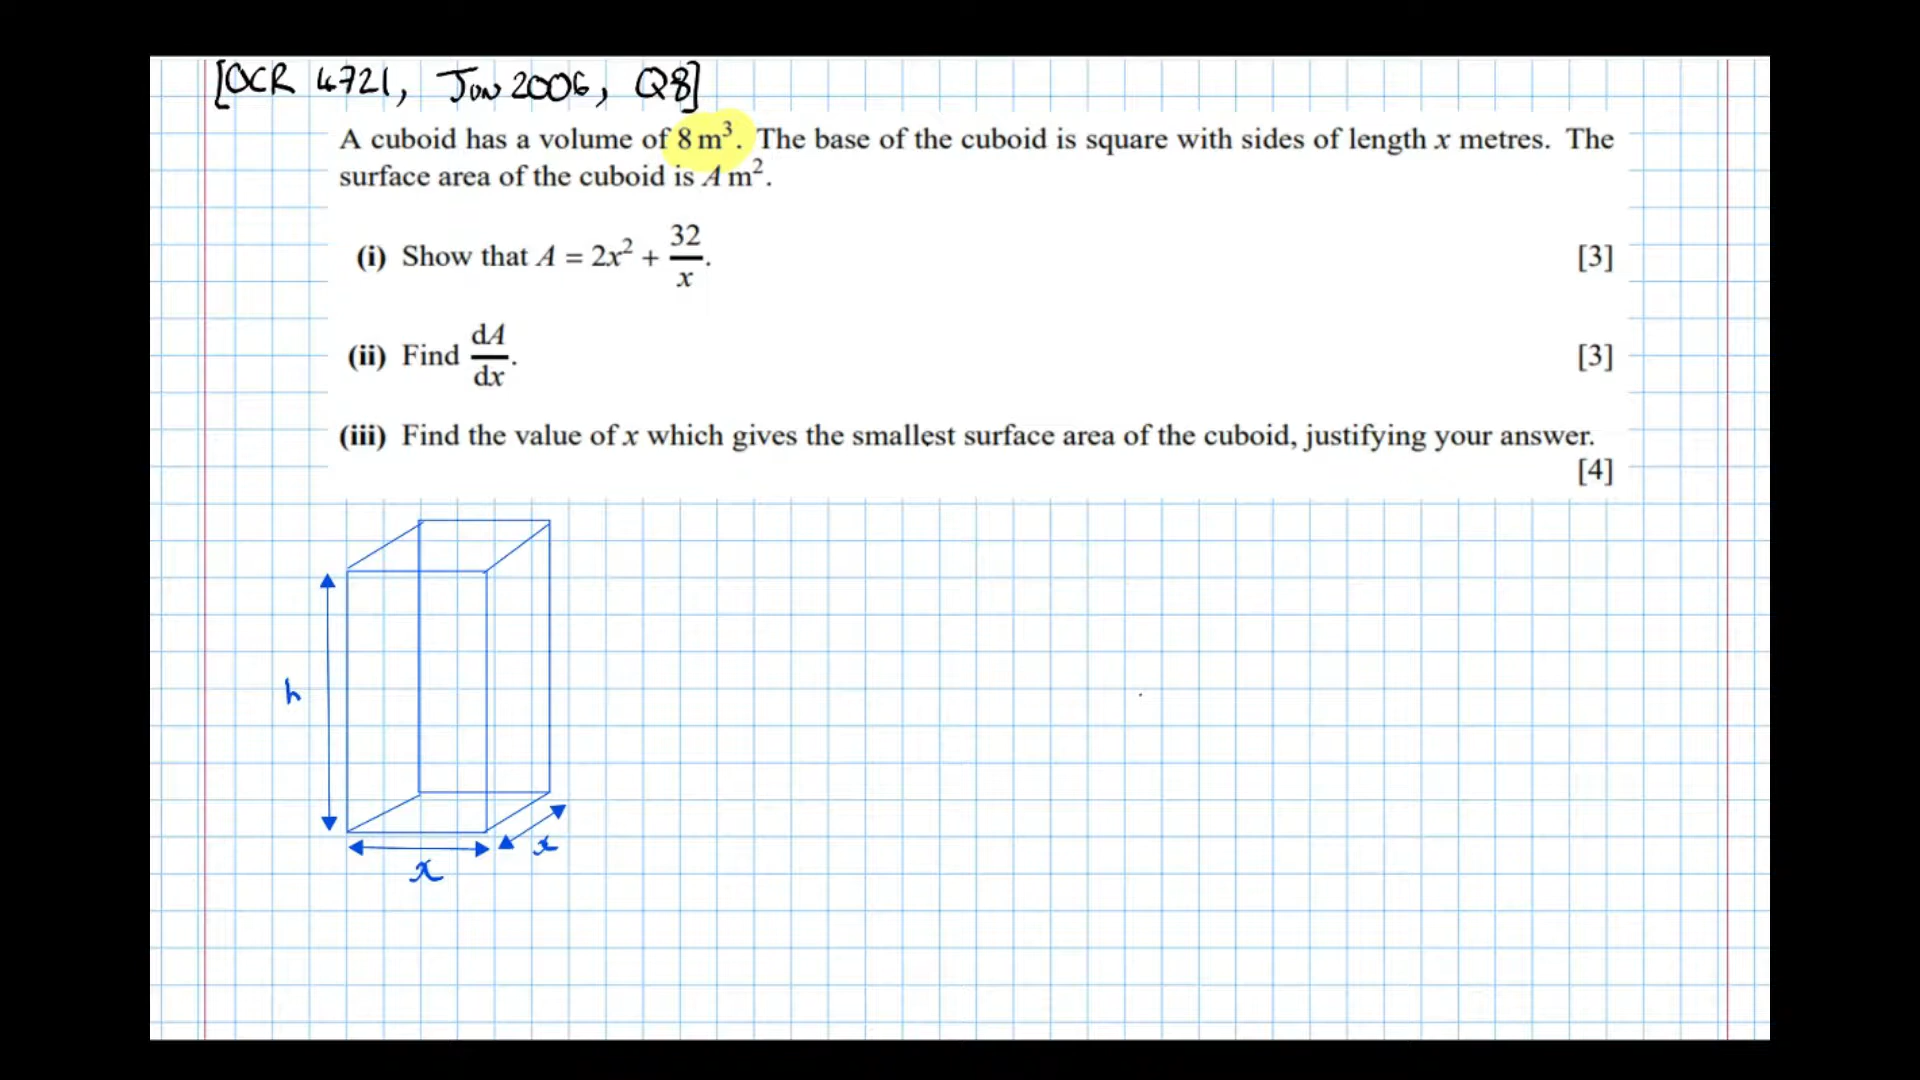 [OCR 4721, Jun 2006, Q8]
A cuboid has a volume of 8 m³. The base of the cuboid is square with sides of length x metres. The
surface area of the cuboid is A m².
(i) Show that A = 2x² + 32/x. [3]
(ii) Find dA/dx. [3]
(iii) Find the value of x which gives the smallest surface area of the cuboid, justifying your answer.
[4]
h
x
x